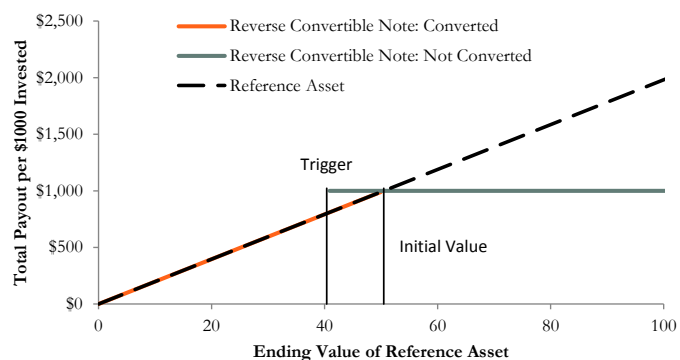 Total Payout per $1000 Invested
$2,500
$2,000
$1,500
$1,000
$500
$0
Reverse Convertible Note: Converted
Reverse Convertible Note: Not Converted
Reference Asset
Trigger
Initial Value
0 20 40 60 80 100
Ending Value of Reference Asset